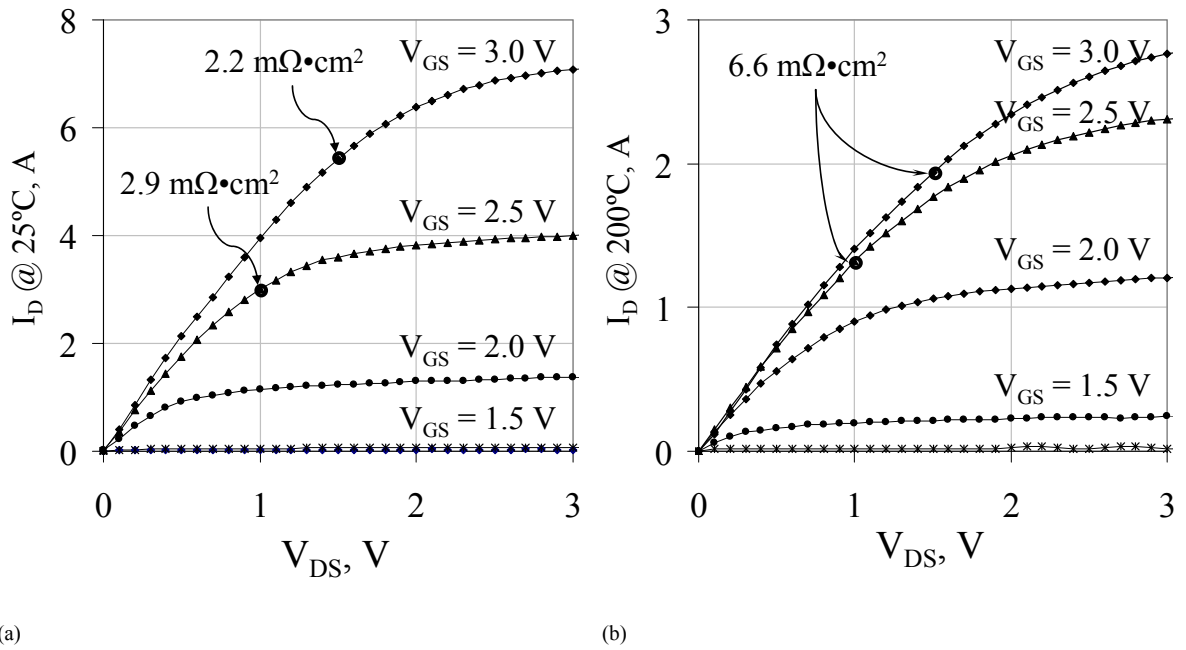 8
6
4
2
0
0 1 2 3
I_D @ 25ºC, A
V_DS, V
2.2 mΩ•cm²
2.9 mΩ•cm²
V_GS = 3.0 V
V_GS = 2.5 V
V_GS = 2.0 V
V_GS = 1.5 V
(a)
3
2
1
0
0 1 2 3
I_D @ 200ºC, A
V_DS, V
6.6 mΩ•cm²
V_GS = 3.0 V
V_GS = 2.5 V
V_GS = 2.0 V
V_GS = 1.5 V
(b)